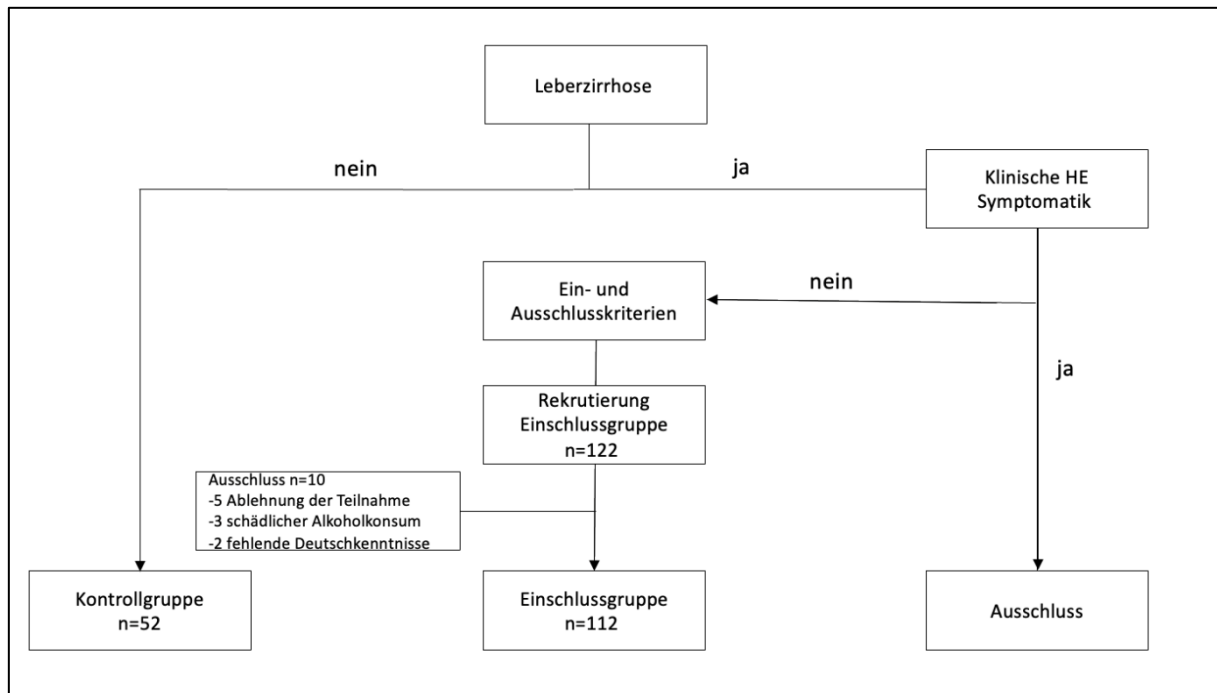 Leberzirrhose
nein
ja
Klinische HE
Symptomatik
Ein- und
Ausschlusskriterien
nein
ja
Rekrutierung
Einschlussgruppe
n=122
Ausschluss n=10
-5 Ablehnung der Teilnahme
-3 schädlicher Alkoholkonsum
-2 fehlende Deutschkenntnisse
Kontrollgruppe
n=52
Einschlussgruppe
n=112
Ausschluss